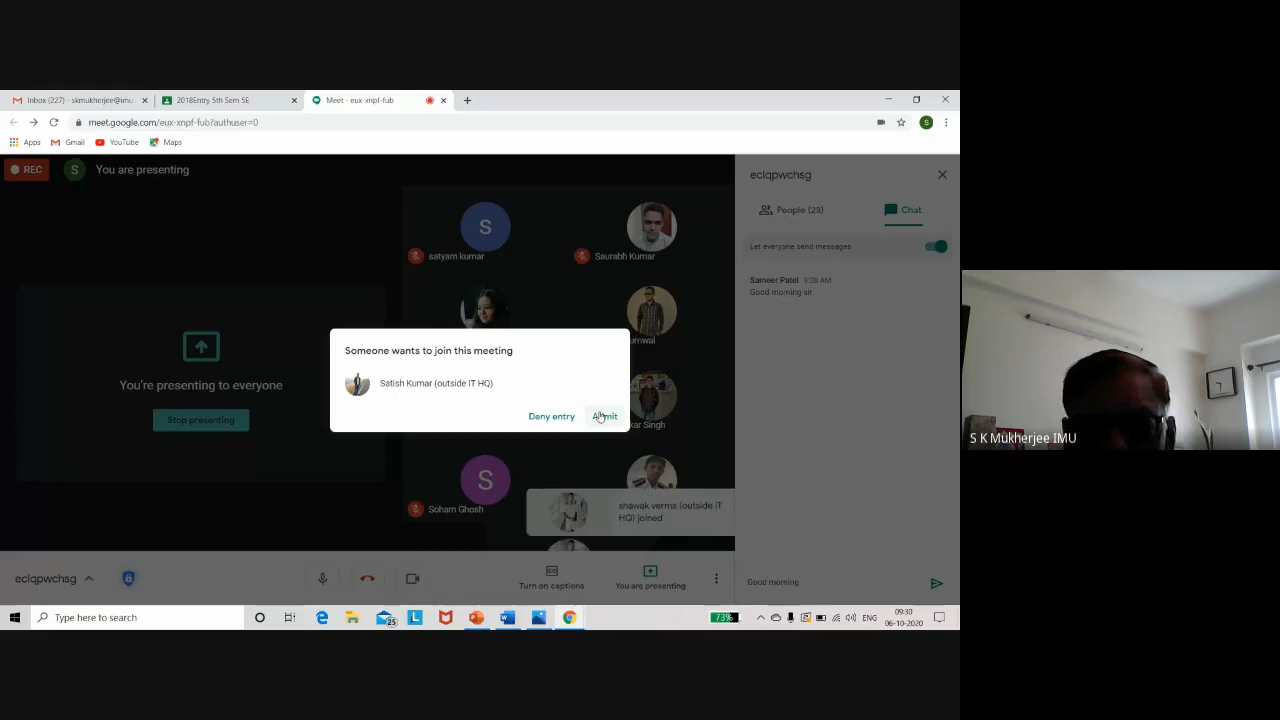 Inbox (227) - skmukherjee@imu.
2018Entry 5th Sem 5E
Meet - eux-xnpf-fub
meet.google.com/eux-xnpf-fub?authuser=0
Apps
Gmail
YouTube
Maps
REC
S
You are presenting
eclqpwchsg
People (23)
Chat
Let everyone send messages
Sameer Patel 9:28 AM
Good morning sir
S
satyam kumar
Saurabh Kumar
You're presenting to everyone
Stop presenting
Someone wants to join this meeting
Satish Kumar (outside IT HQ)
Deny entry
Admit
S
Soham Ghosh
shawak verma (outside IT
HQ) joined
eclqpwchsg
Turn on captions
You are presenting
Good morning
Type here to search
25
73%
ENG
09:30
06-10-2020
S K Mukherjee IMU